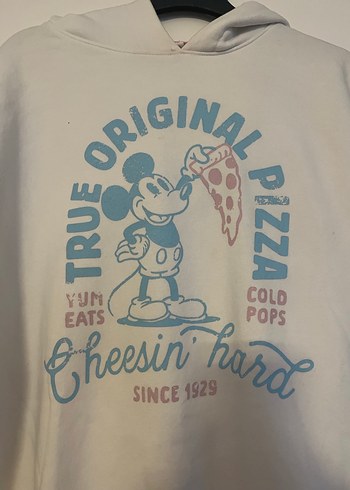 TRUE ORIGINAL PIZZA
YUM
EATS
COLD
POPS
Cheesin' hard
SINCE 1929